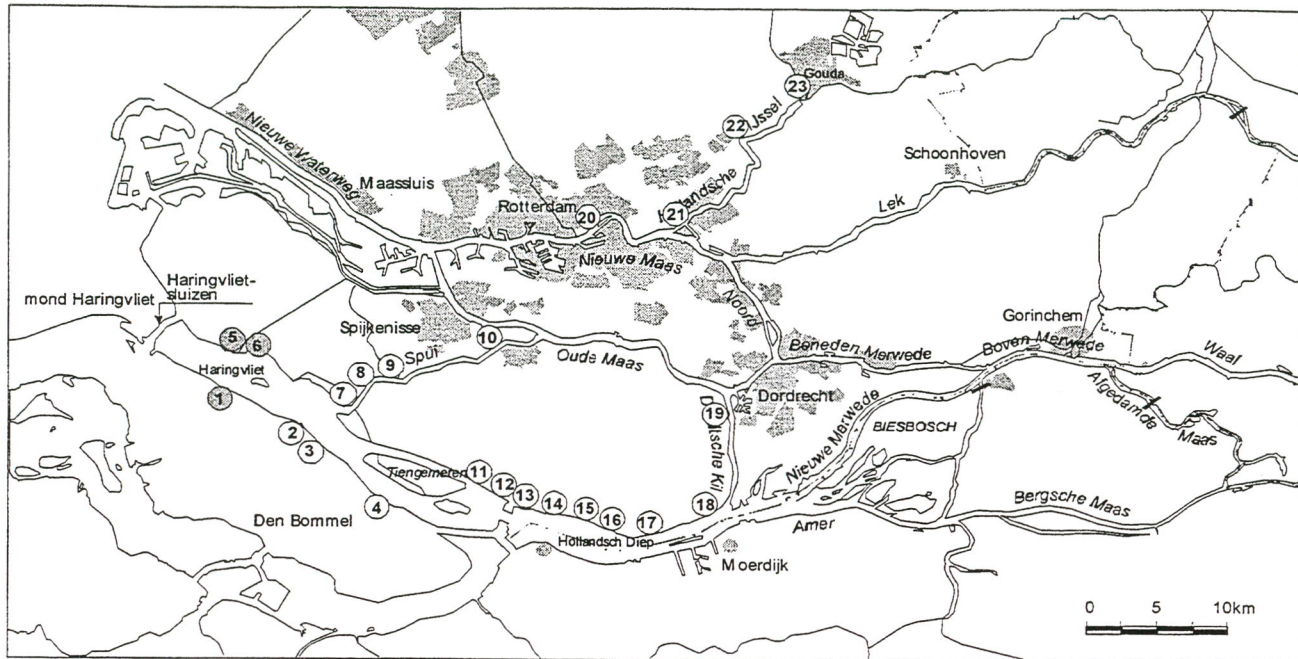 Gouda
23
IJssel
22
Hollandsche
21
Schoonhoven
Lek
Nieuwe Waterweg
Maassluis
Rotterdam
20
Nieuwe Maas
Noord
Haringvliet-
sluizen
mond Haringvliet
5
6
Spijkenisse
10
9
Spui
8
7
Oude Maas
Haringvliet
1
2
3
4
Gorinchem
Boven Merwede
Beneden Merwede
Waal
Afgedamde
Maas
Dordrecht
19
Dordtsche Kil
Nieuwe Merwede
BIESBOSCH
Tiengemeten
11
12
13
14
15
16
17
18
Den Bommel
Hollandsch Diep
Amer
Bergsche Maas
Moerdijk
0 5 10km